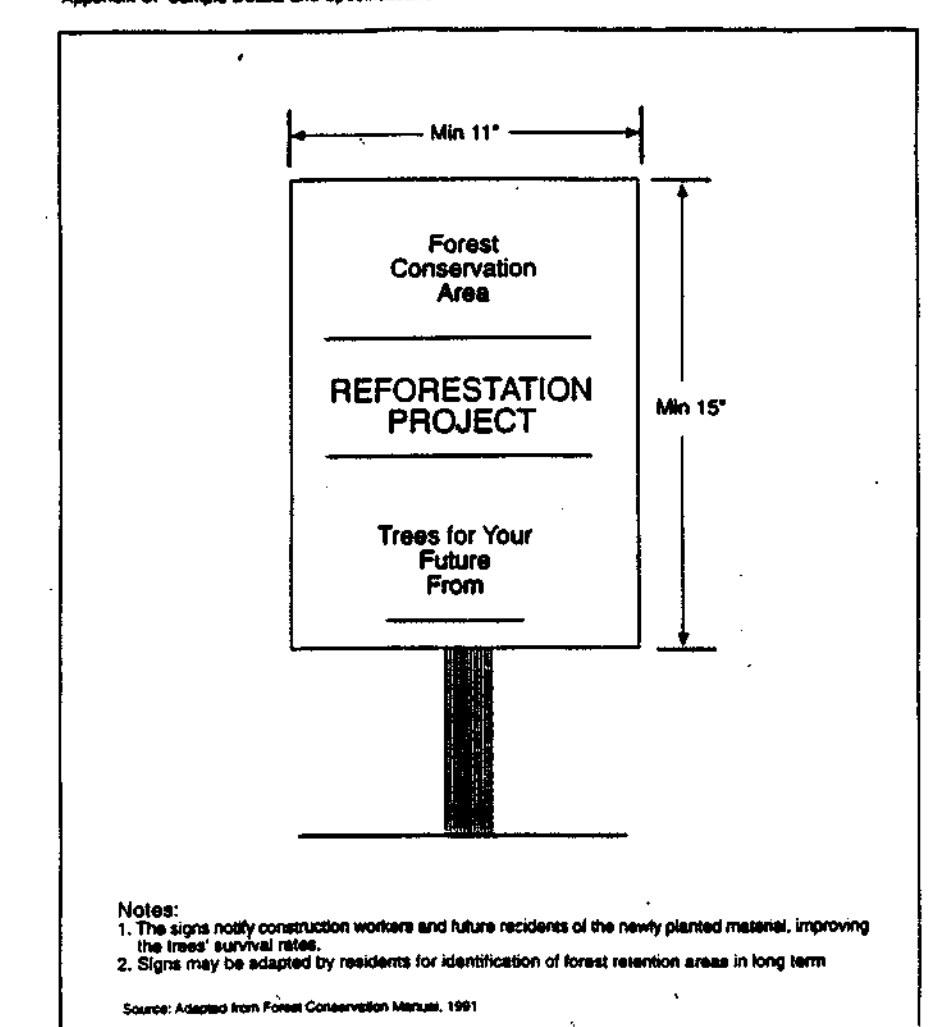 Min 11"
Forest
Conservation
Area
REFORESTATION
PROJECT
Min 15"
Trees for Your
Future
From
Notes:
1. The signs notify construction workers and future recidents of the newly planted material, improving
the trees' survival rates.
2. Signs may be adapted by residents for identification of forest retention areas in long term
Source: Adapted from Forest Conservation Manual, 1991